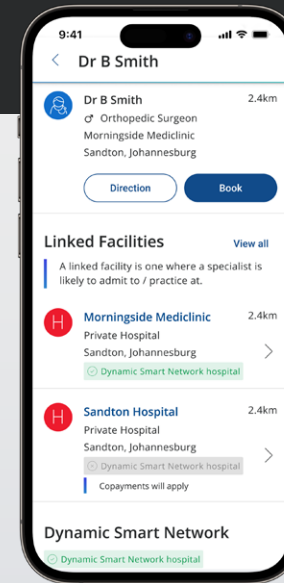 9:41
Dr B Smith
Dr B Smith 2.4km
Orthopedic Surgeon
Morningside Mediclinic
Sandton, Johannesburg
Direction Book
Linked Facilities View all
A linked facility is one where a specialist is
likely to admit to / practice at.
H Morningside Mediclinic 2.4km
Private Hospital
Sandton, Johannesburg
Dynamic Smart Network hospital
H Sandton Hospital 2.4km
Private Hospital
Sandton, Johannesburg
Dynamic Smart Network hospital
Copayments will apply
Dynamic Smart Network
Dynamic Smart Network hospital